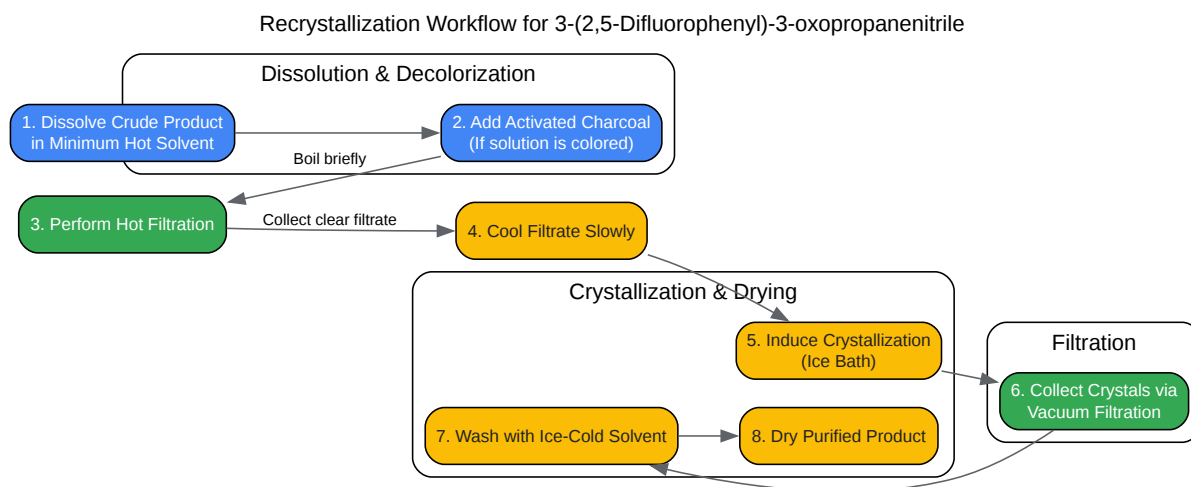 Recrystallization Workflow for 3-(2,5-Difluorophenyl)-3-oxopropanenitrile
Dissolution & Decolorization
1. Dissolve Crude Product
in Minimum Hot Solvent
2. Add Activated Charcoal
(If solution is colored)
Boil briefly
3. Perform Hot Filtration
Collect clear filtrate
4. Cool Filtrate Slowly
Crystallization & Drying
5. Induce Crystallization
(Ice Bath)
Filtration
6. Collect Crystals via
Vacuum Filtration
7. Wash with Ice-Cold Solvent
8. Dry Purified Product